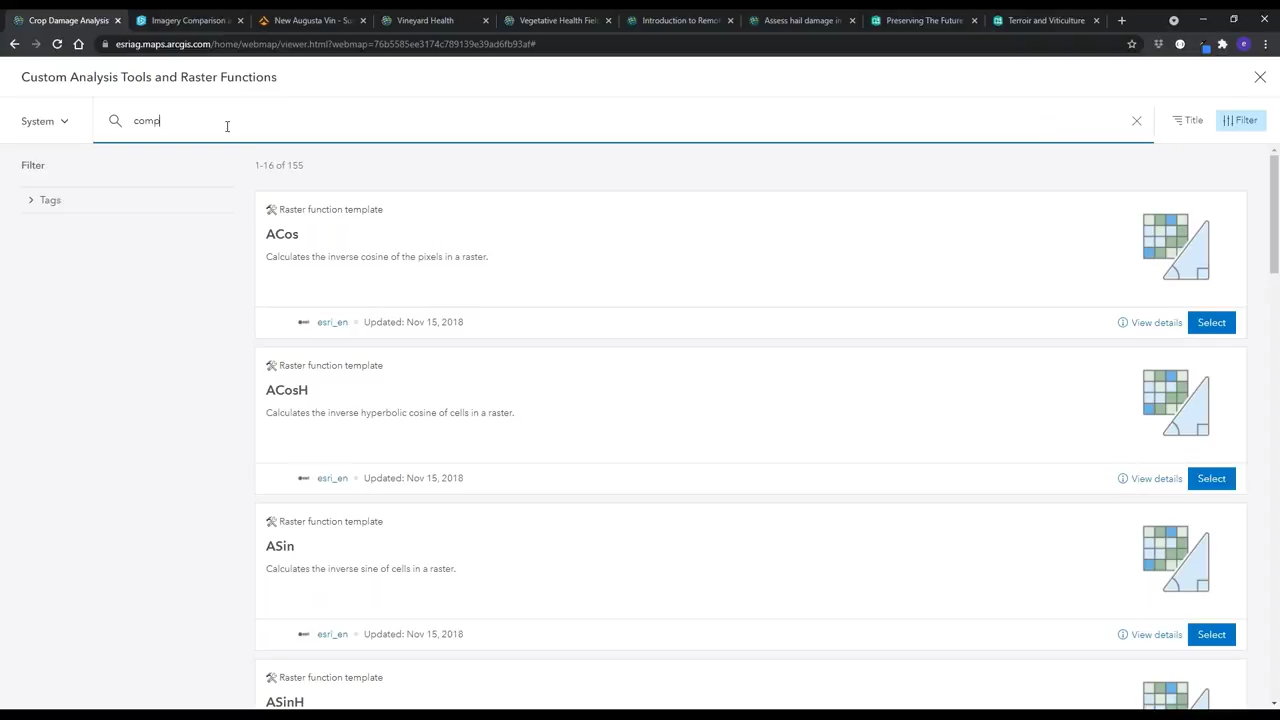 Crop Damage Analysis
Imagery Comparison in
New Augusta Vin - Su
Vineyard Health
Vegetative Health Fiel
Introduction to Remo
Assess hail damage in
Preserving The Future
Terroir and Viticulture
esriag.maps.arcgis.com/home/webmap/viewer.html?webmap=76b5585ee3174c789139e39ad6fb93af#
Custom Analysis Tools and Raster Functions
System
comp
Title
Filter
Filter
1-16 of 155
Tags
Raster function template
ACos
Calculates the inverse cosine of the pixels in a raster.
esri_en Updated: Nov 15, 2018
View details Select
Raster function template
ACosH
Calculates the inverse hyperbolic cosine of cells in a raster.
esri_en Updated: Nov 15, 2018
View details Select
Raster function template
ASin
Calculates the inverse sine of cells in a raster.
esri_en Updated: Nov 15, 2018
View details Select
Raster function template
ASinH